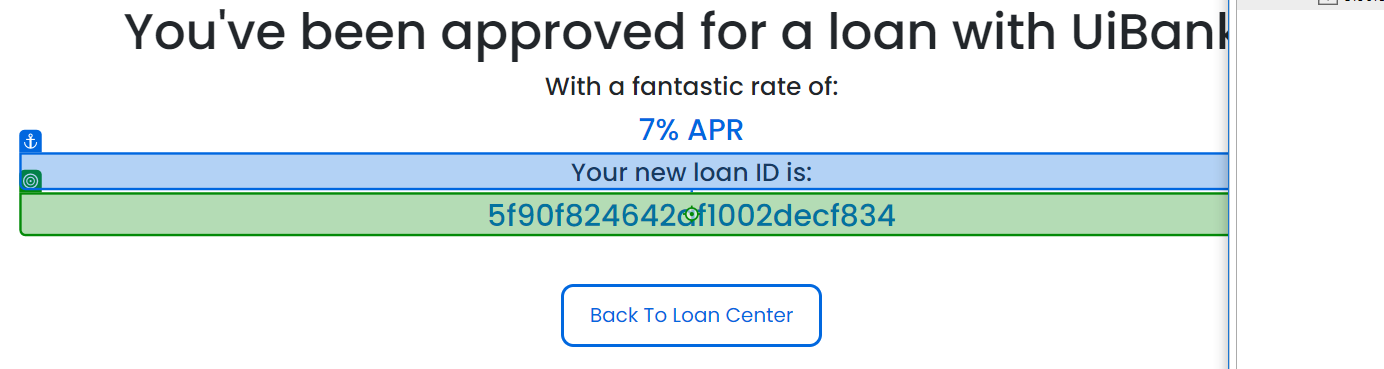 You've been approved for a loan with UiBank
With a fantastic rate of:
7% APR
Your new loan ID is:
Back To Loan Center